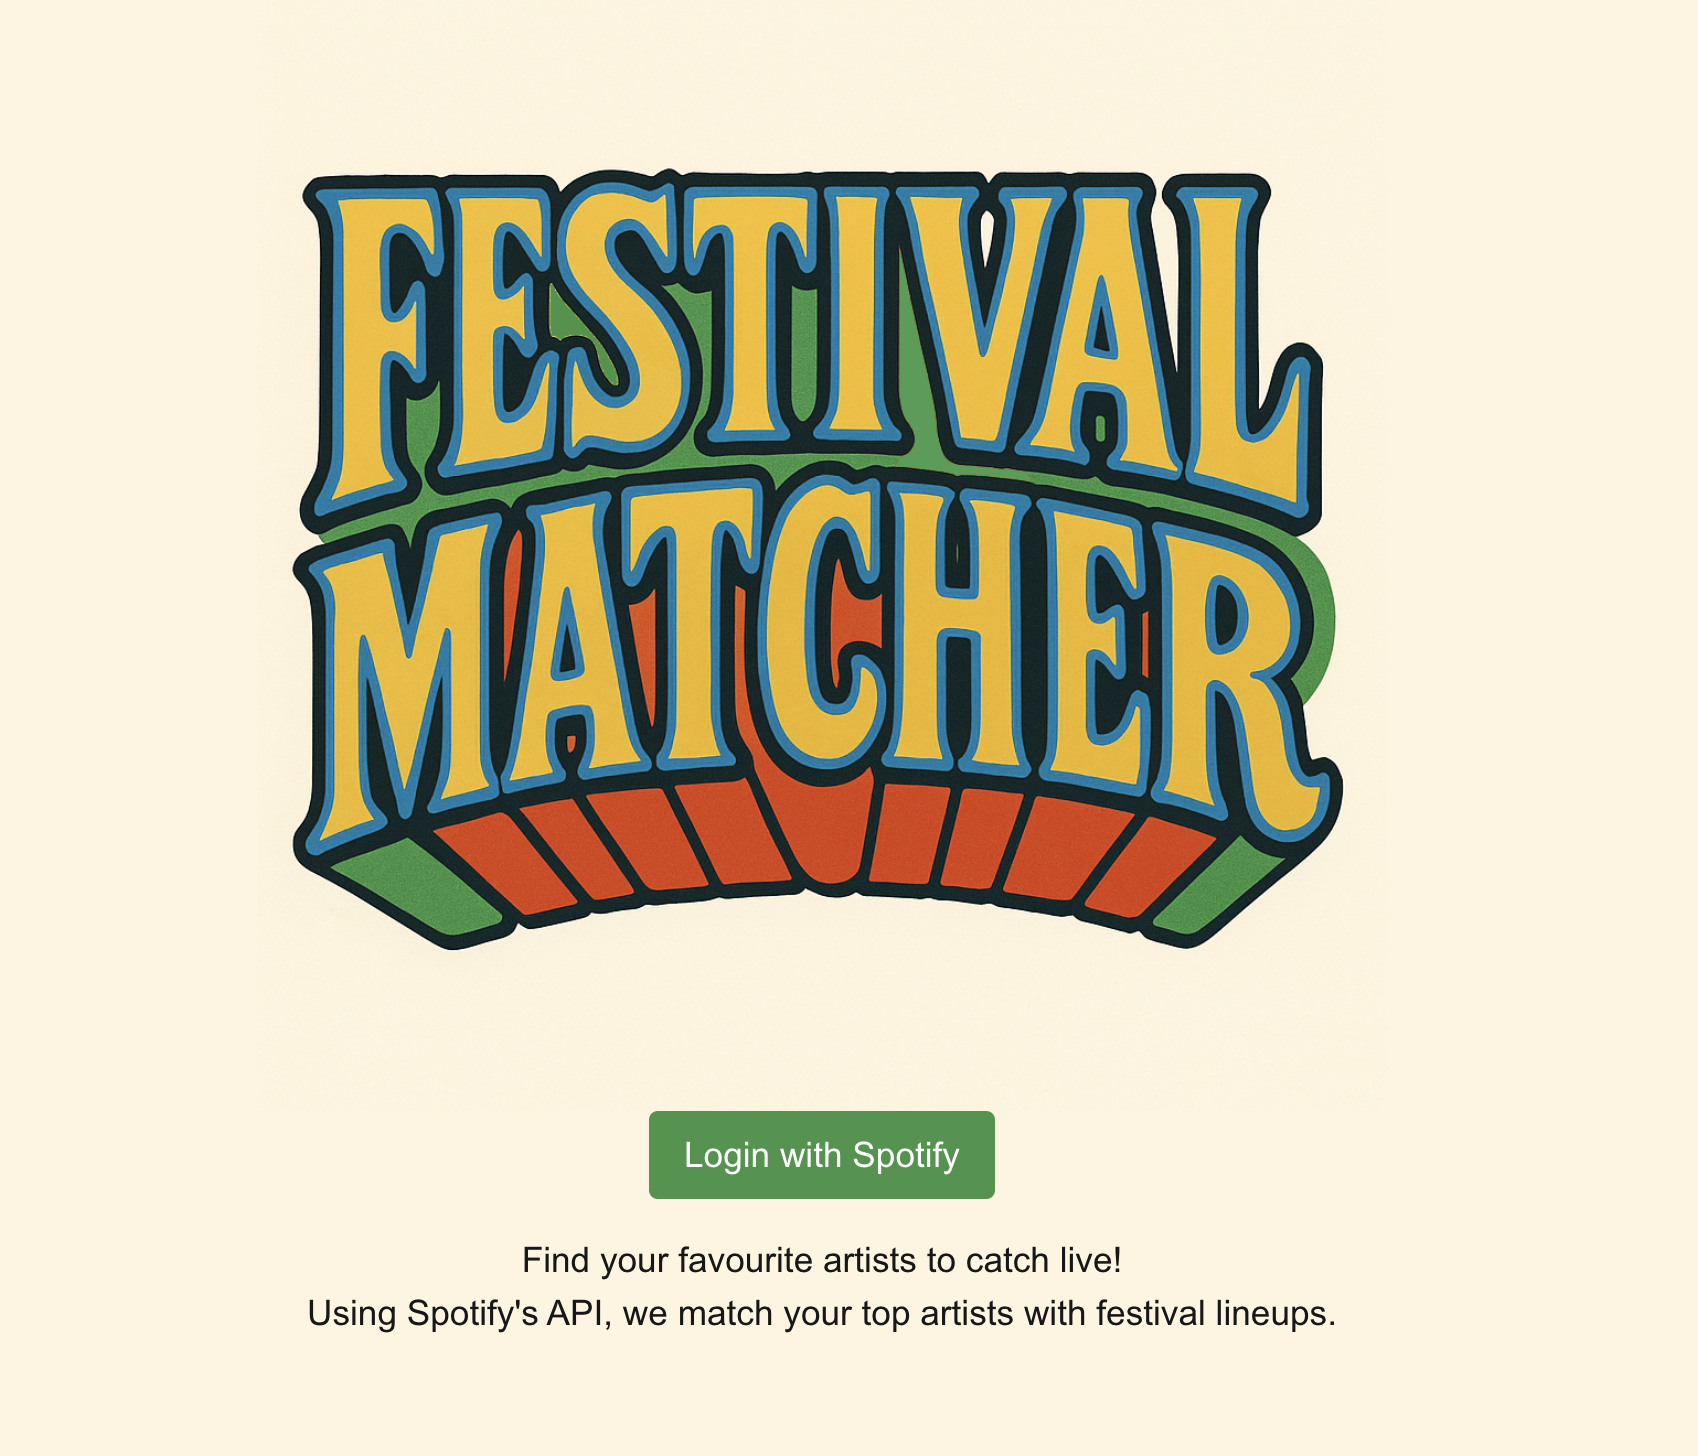 FESTIVAL
MATCHER
Login with Spotify
Find your favourite artists to catch live!
Using Spotify's API, we match your top artists with festival lineups.